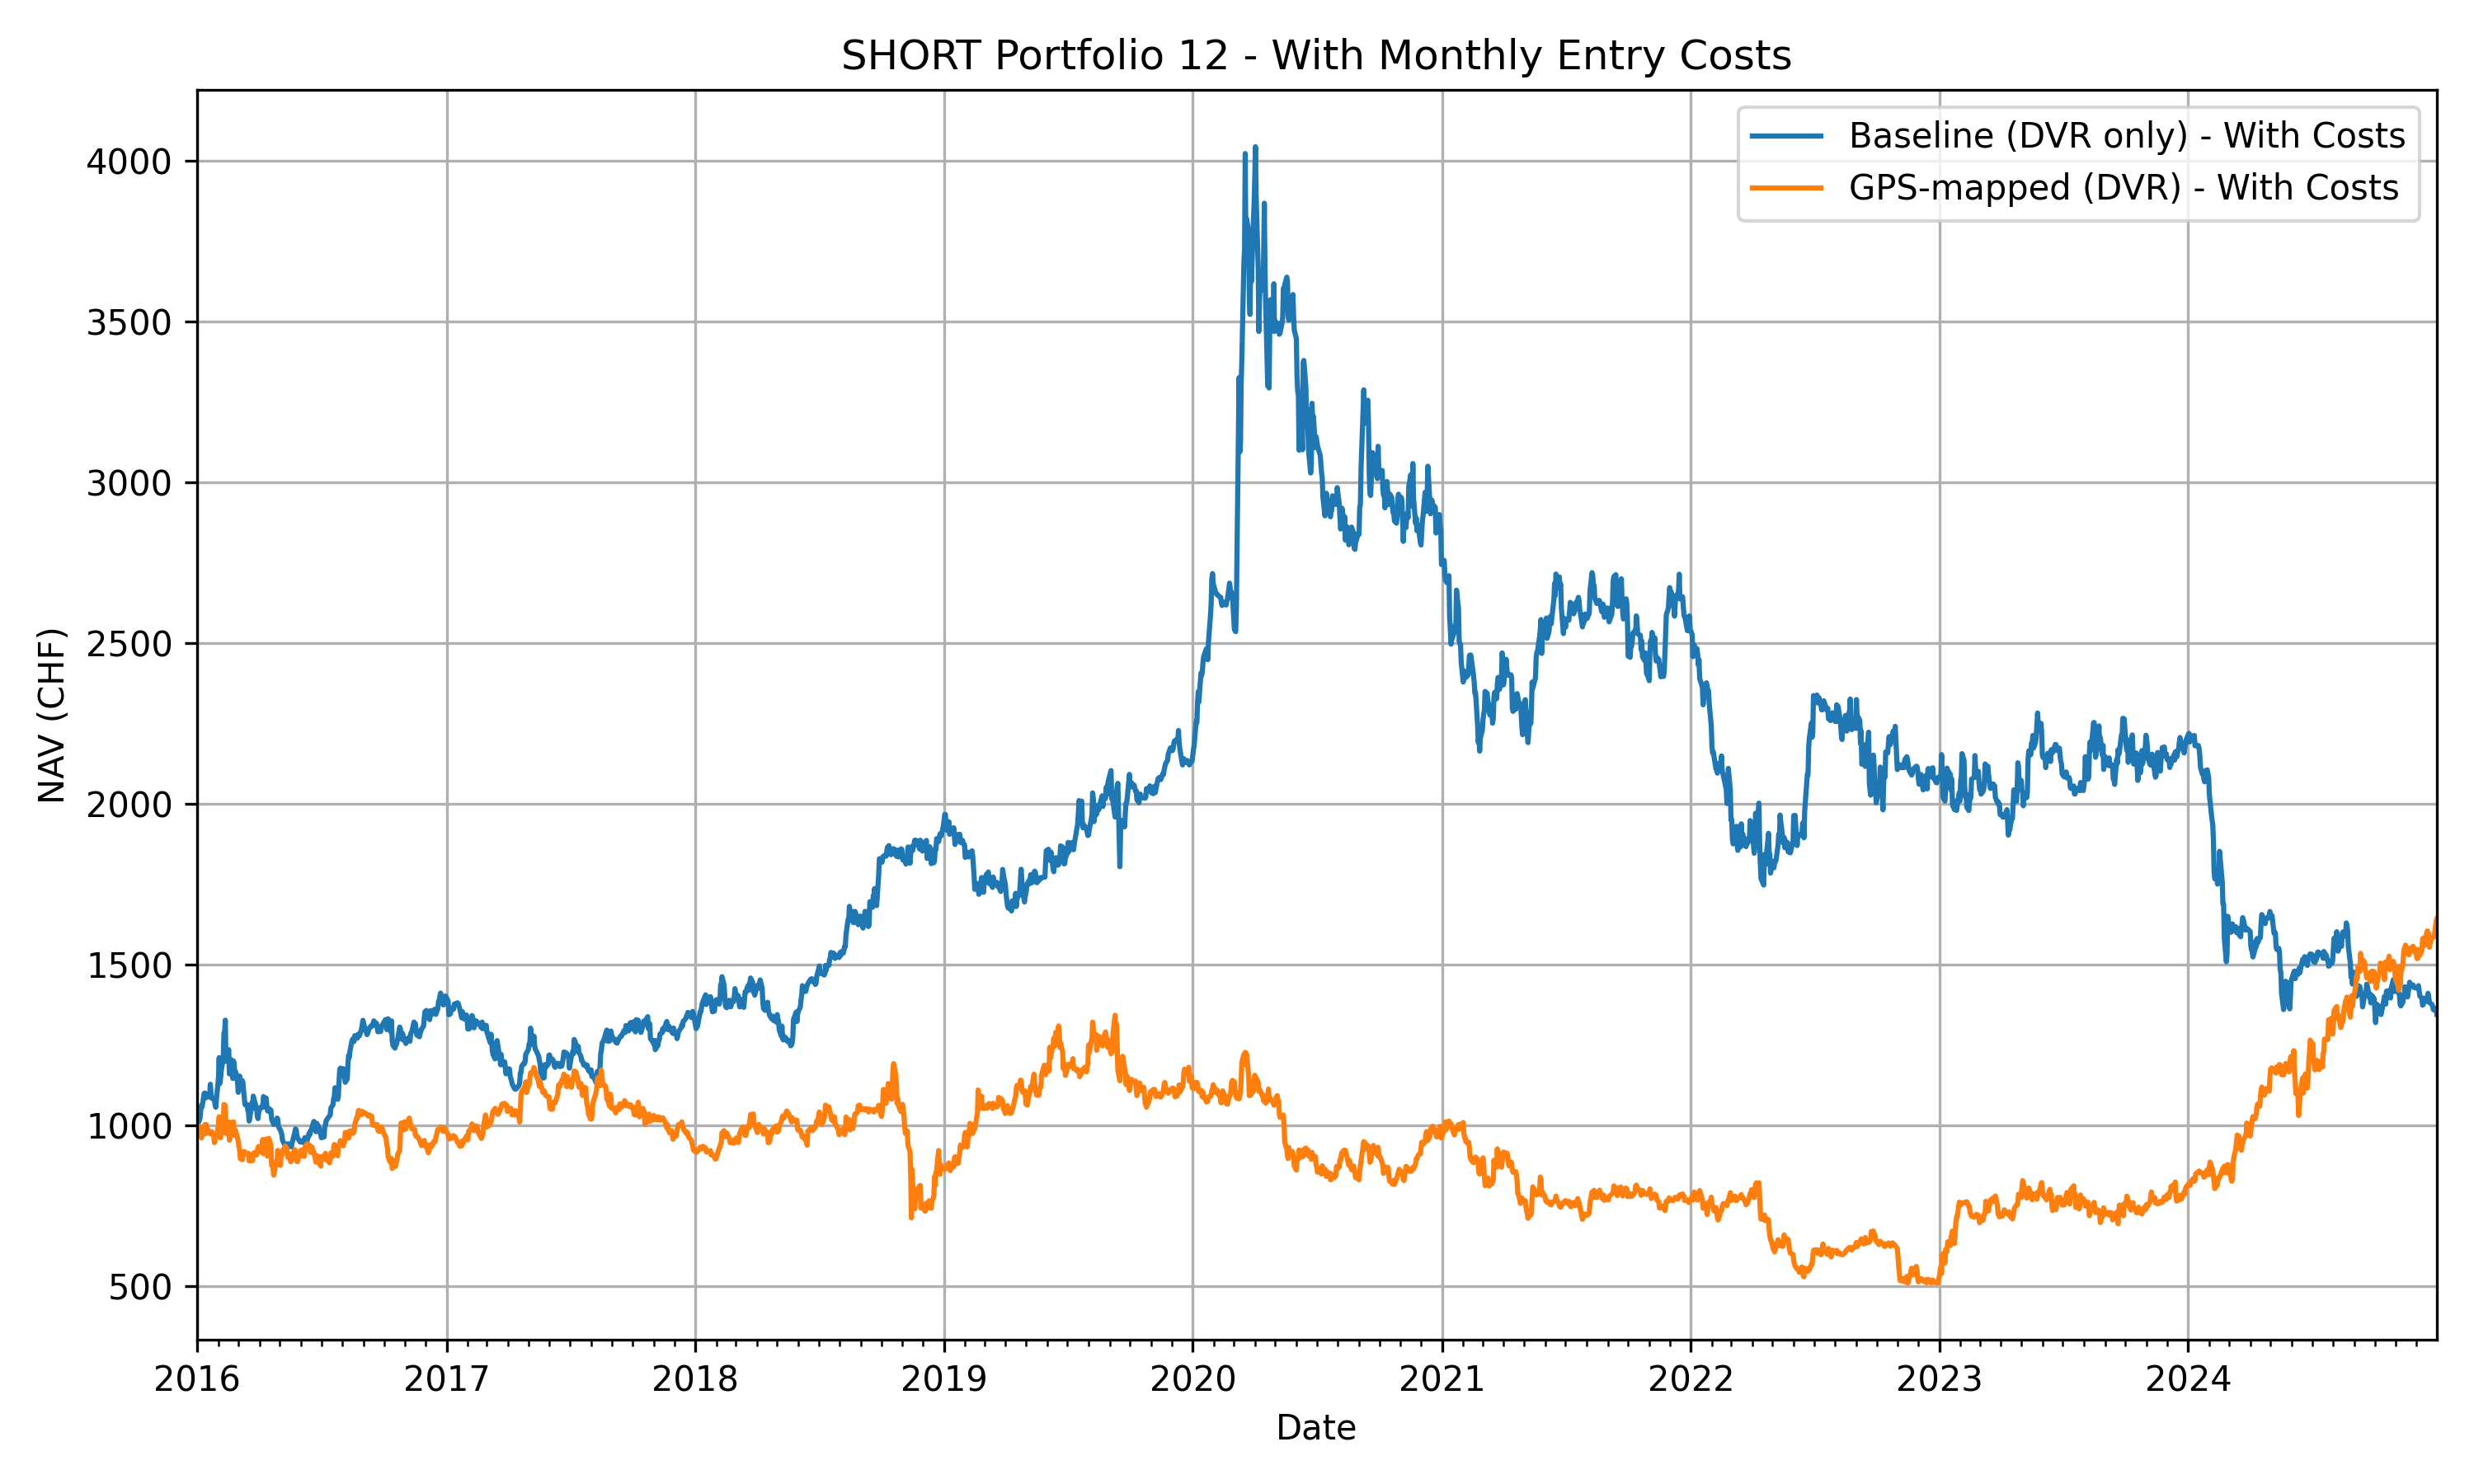 SHORT Portfolio 12 - With Monthly Entry Costs
Baseline (DVR only) - With Costs
GPS-mapped (DVR) - With Costs
NAV (CHF)
4000
3500
3000
2500
2000
1500
1000
500
2016 2017 2018 2019 2020 2021 2022 2023 2024
Date